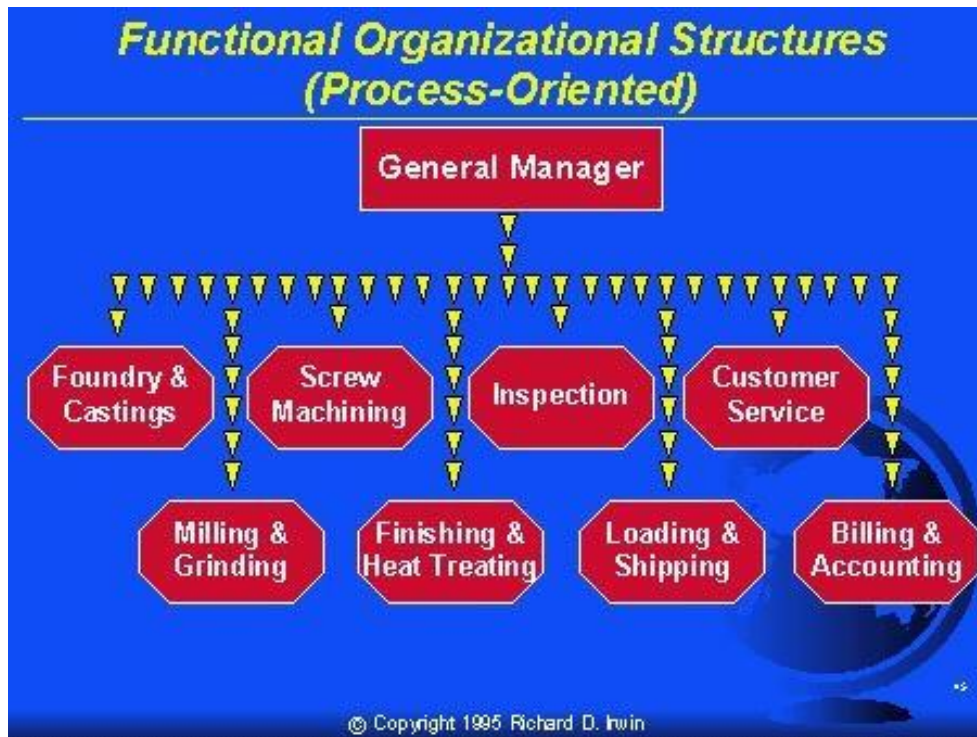 Functional Organizational Structures
(Process-Oriented)
General Manager
Foundry &
Castings
Screw
Machining
Inspection
Customer
Service
Milling &
Grinding
Finishing &
Heat Treating
Loading &
Shipping
Billing &
Accounting
© Copyright 1995 Richard D. Irwin